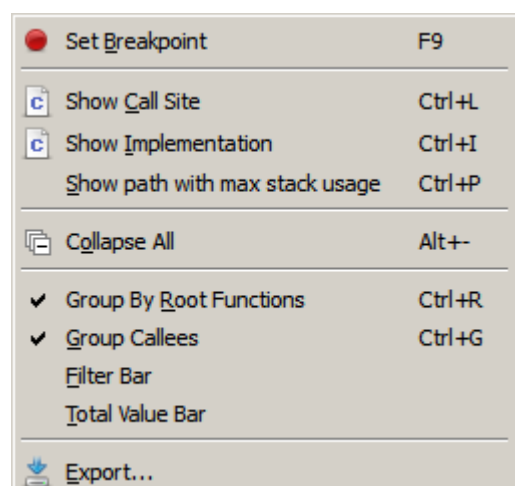 Set Breakpoint F9
c Show Call Site Ctrl+L
c Show Implementation Ctrl+I
Show path with max stack usage Ctrl+P
Collapse All Alt+-
Group By Root Functions Ctrl+R
Group Callees Ctrl+G
Filter Bar
Total Value Bar
Export...